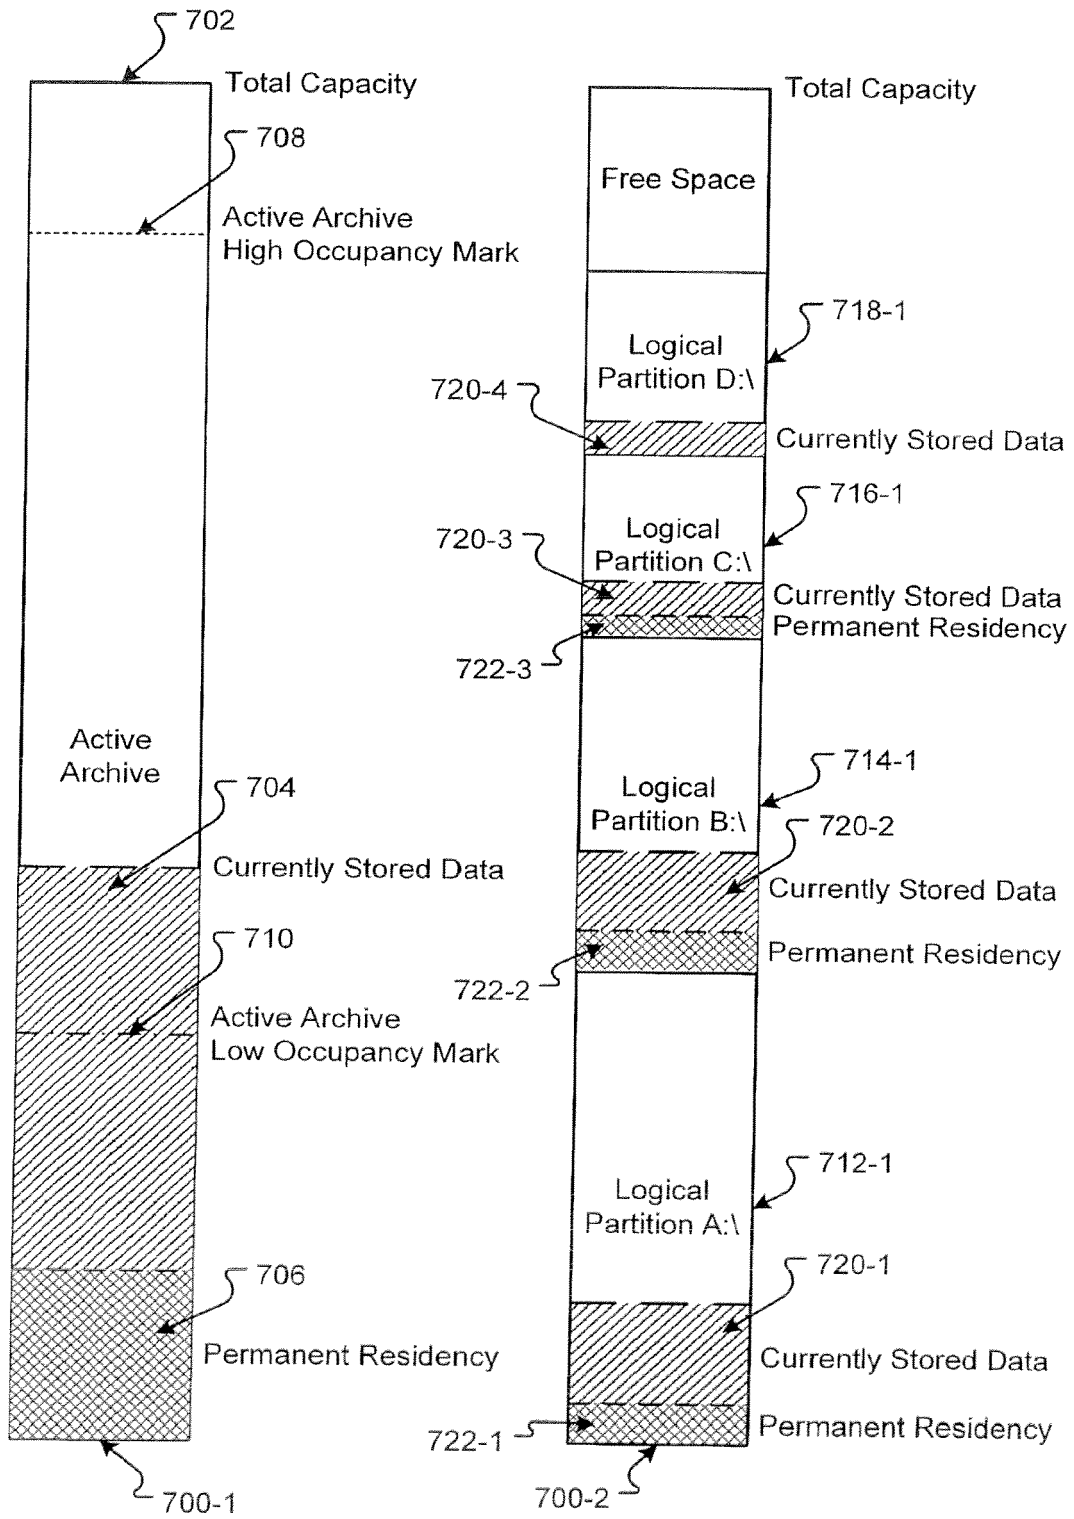 702
Total Capacity
708
Active Archive
High Occupancy Mark
Active
Archive
704
Currently Stored Data
710
Active Archive
Low Occupancy Mark
706
Permanent Residency
700-1
Total Capacity
Free Space
718-1
Logical
Partition D:\
720-4
Currently Stored Data
716-1
Logical
Partition C:\
720-3
Currently Stored Data
Permanent Residency
722-3
714-1
Logical
Partition B:\
720-2
Currently Stored Data
Permanent Residency
722-2
712-1
Logical
Partition A:\
720-1
Currently Stored Data
Permanent Residency
722-1
700-2